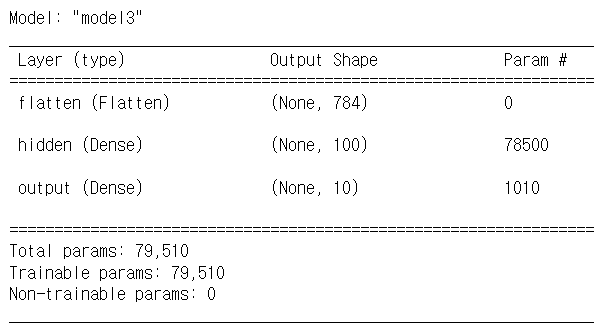 Model: "model3"
Layer (type) Output Shape Param #
flatten (Flatten) (None, 784) 0
hidden (Dense) (None, 100) 78500
output (Dense) (None, 10) 1010
Total params: 79,510
Trainable params: 79,510
Non-trainable params: 0